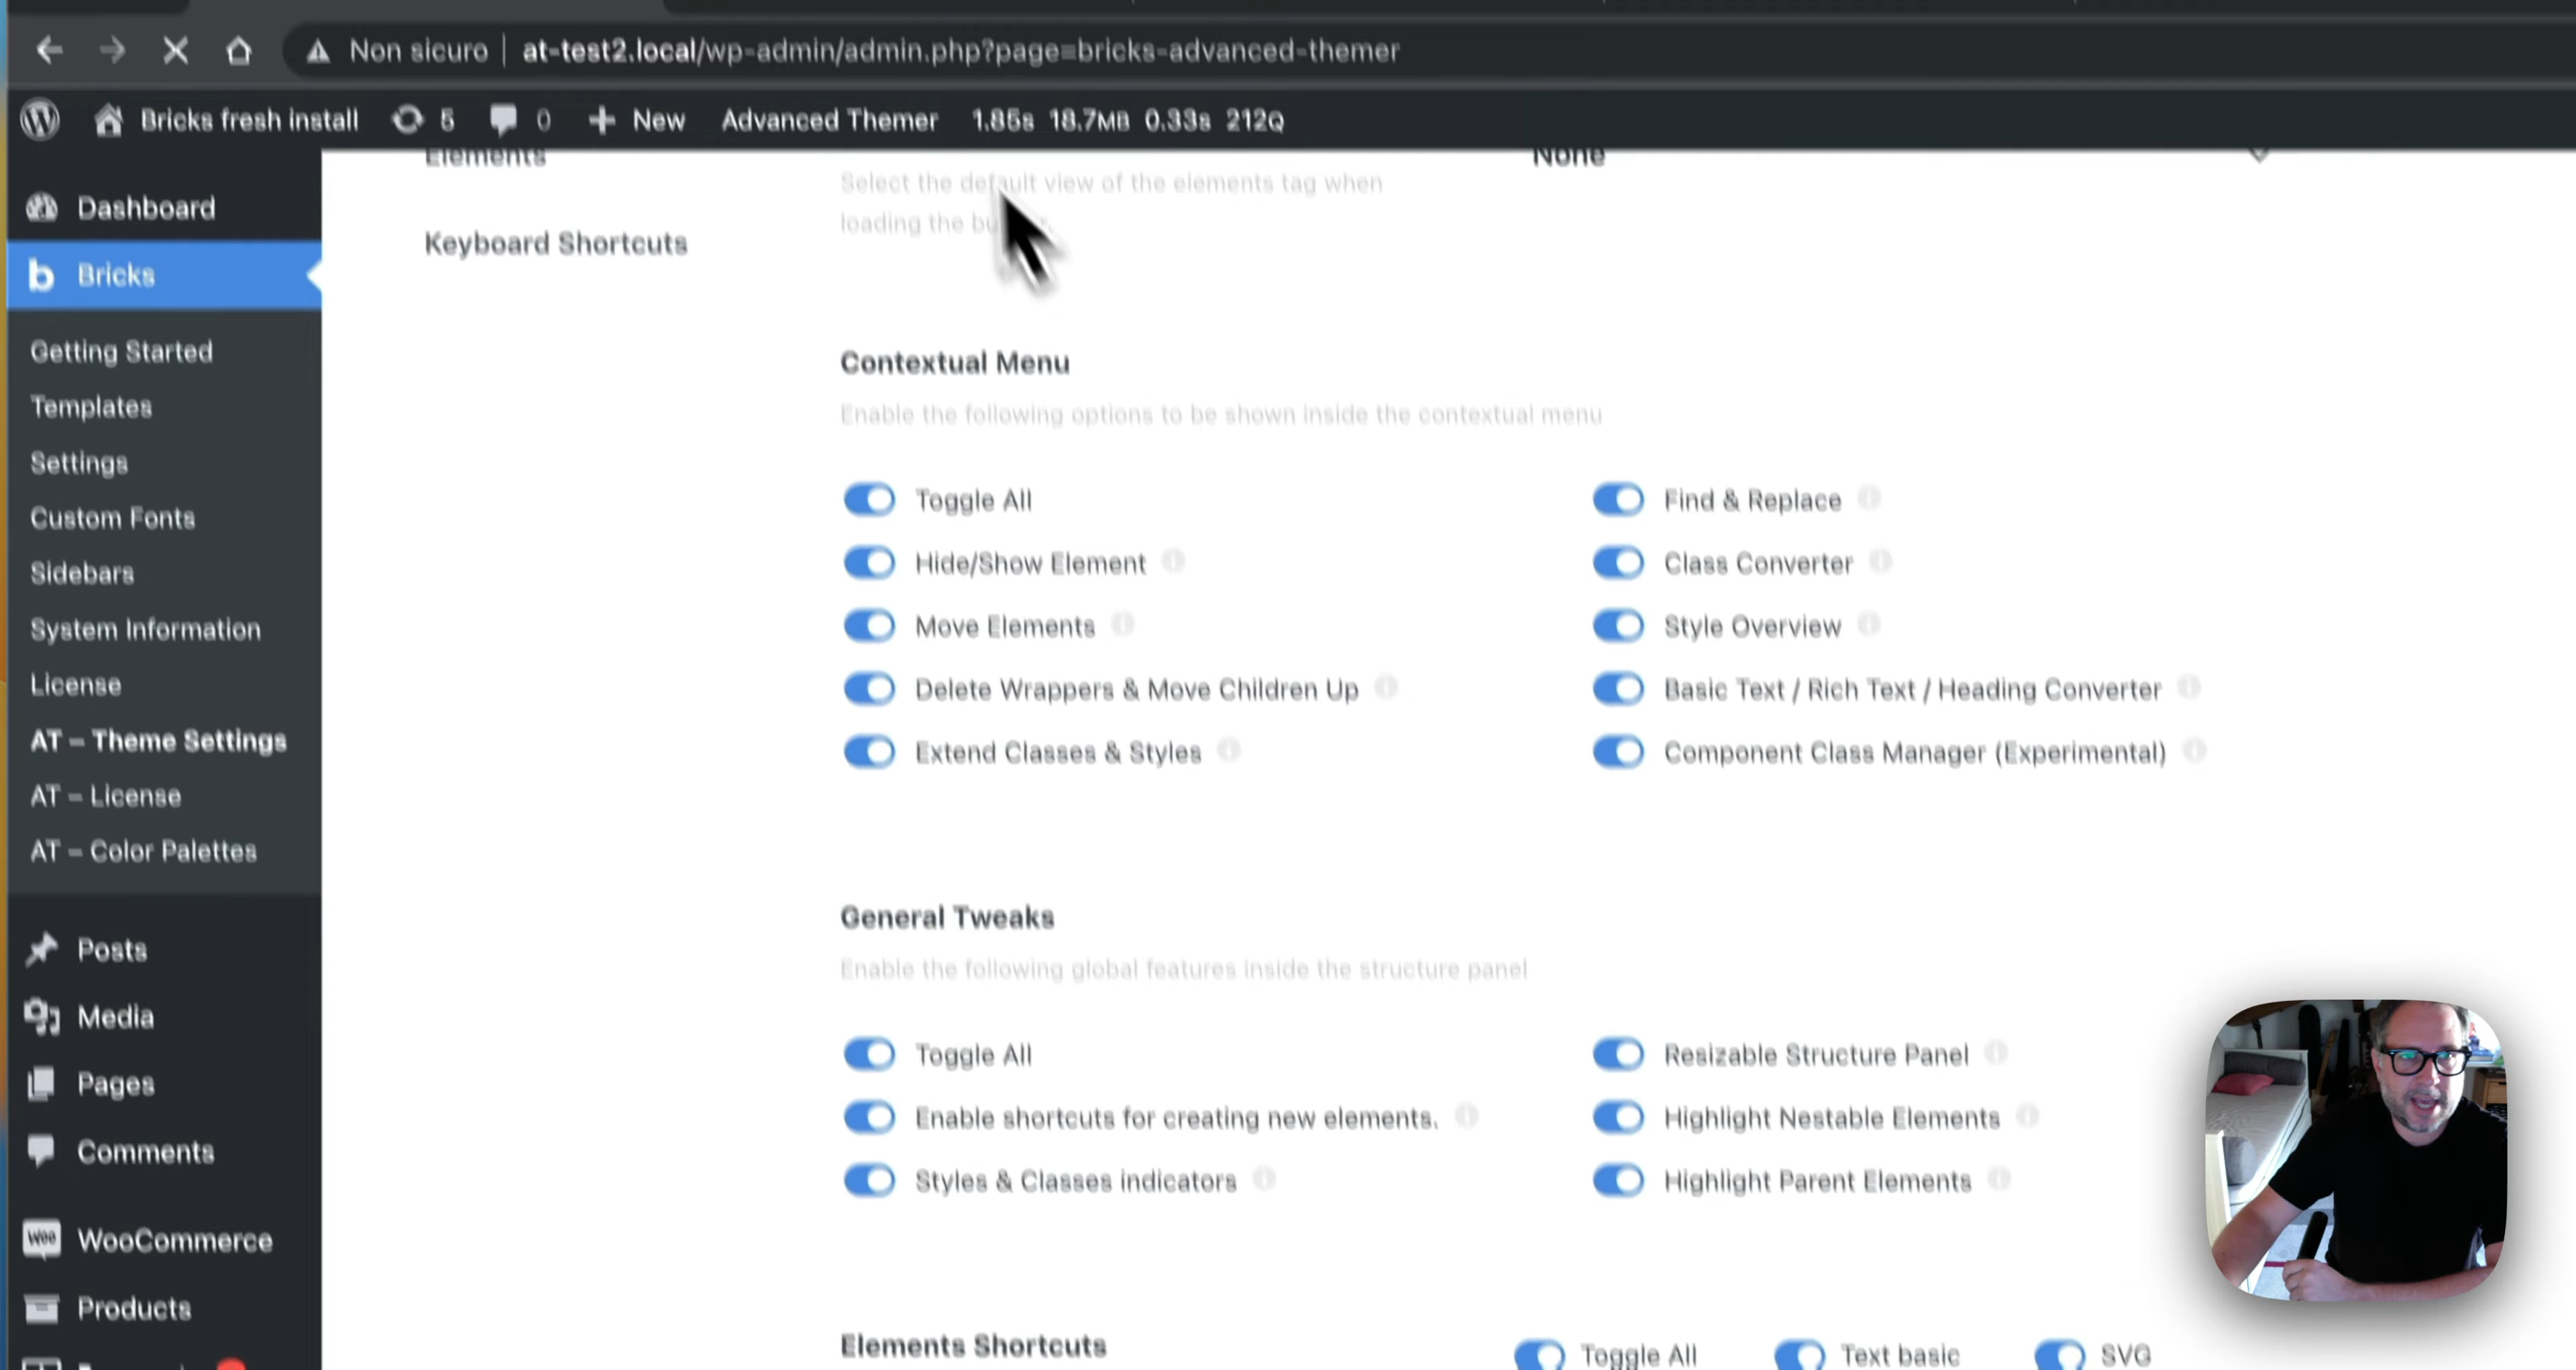 Non sicuro | at-test2.local/wp-admin/admin.php?page=bricks-advanced-themer
Bricks fresh install 5 0 + New Advanced Themer 1.85s 18.7MB 0.33s 212Q
Dashboard
Bricks
Getting Started
Templates
Settings
Custom Fonts
Sidebars
System Information
License
AT – Theme Settings
AT – License
AT – Color Palettes
Posts
Media
Pages
Comments
WooCommerce
Products
Elements
Keyboard Shortcuts
Select the default view of the elements tag when
loading the
None
Contextual Menu
Enable the following options to be shown inside the contextual menu
Toggle All
Hide/Show Element
Move Elements
Delete Wrappers & Move Children Up
Extend Classes & Styles
Find & Replace
Class Converter
Style Overview
Basic Text / Rich Text / Heading Converter
Component Class Manager (Experimental)
General Tweaks
Enable the following global features inside the structure panel
Toggle All
Enable shortcuts for creating new elements.
Styles & Classes indicators
Resizable Structure Panel
Highlight Nestable Elements
Highlight Parent Elements
Elements Shortcuts
Toggle All
Text basic
SVG